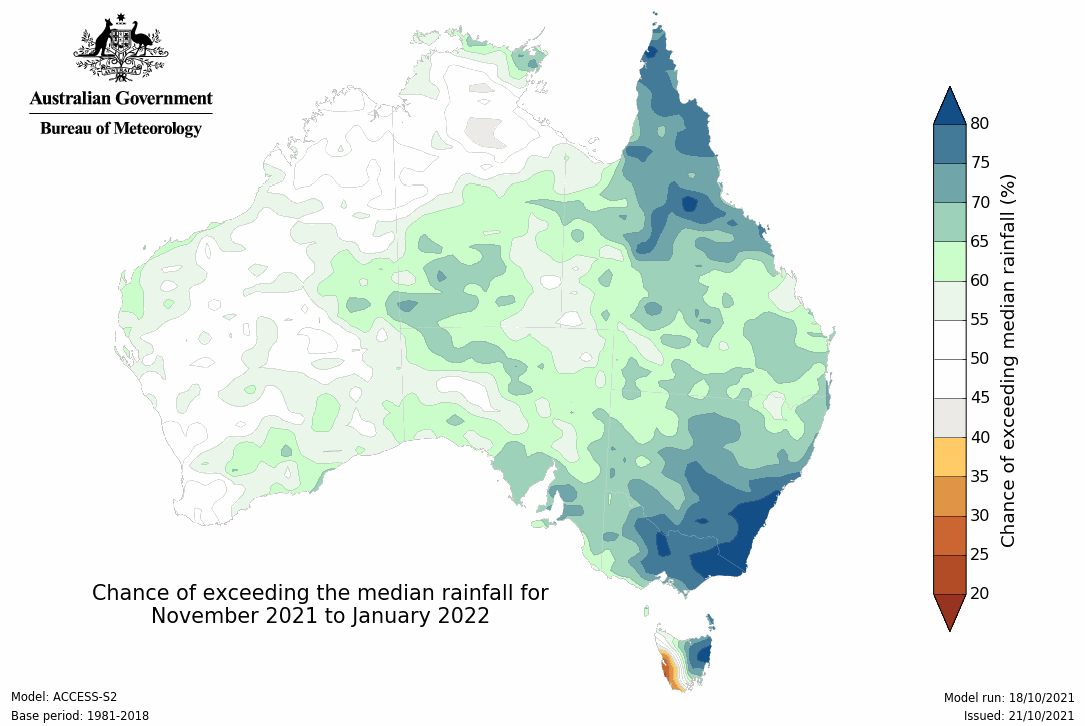 AUSTRALIA
Australian Government
Bureau of Meteorology
80
75
70
65
60
55
50
45
40
35
30
25
20
Chance of exceeding median rainfall (%)
Chance of exceeding the median rainfall for
November 2021 to January 2022
Model: ACCESS-S2
Base period: 1981-2018
Model run: 18/10/2021
Issued: 21/10/2021